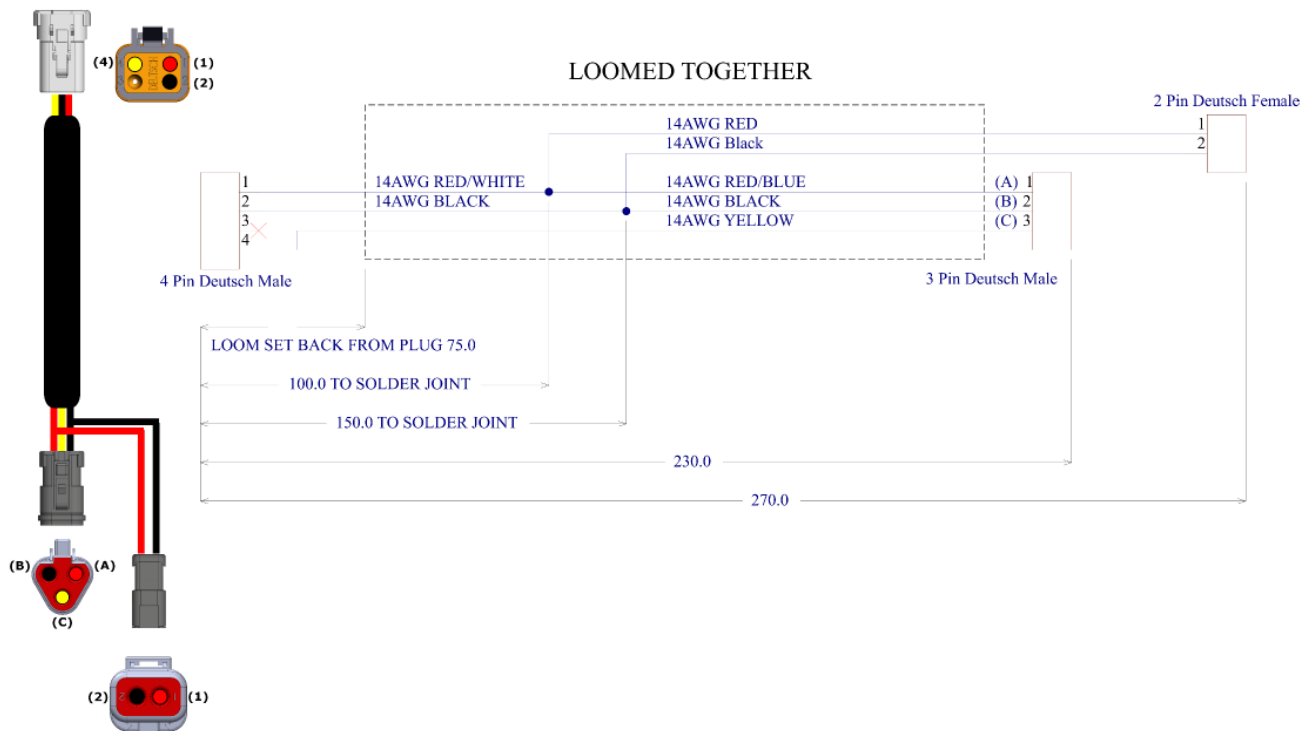 (4)
(1)
(2)
DEUTSCH
LOOMED TOGETHER
2 Pin Deutsch Female
14AWG RED
1
14AWG Black
2
1
14AWG RED/WHITE
14AWG RED/BLUE
(A) 1
2
14AWG BLACK
14AWG BLACK
(B) 2
3
14AWG YELLOW
(C) 3
4
4 Pin Deutsch Male
3 Pin Deutsch Male
LOOM SET BACK FROM PLUG 75.0
100.0 TO SOLDER JOINT
150.0 TO SOLDER JOINT
230.0
270.0
(B)
(A)
(C)
(2)
2
1
(1)